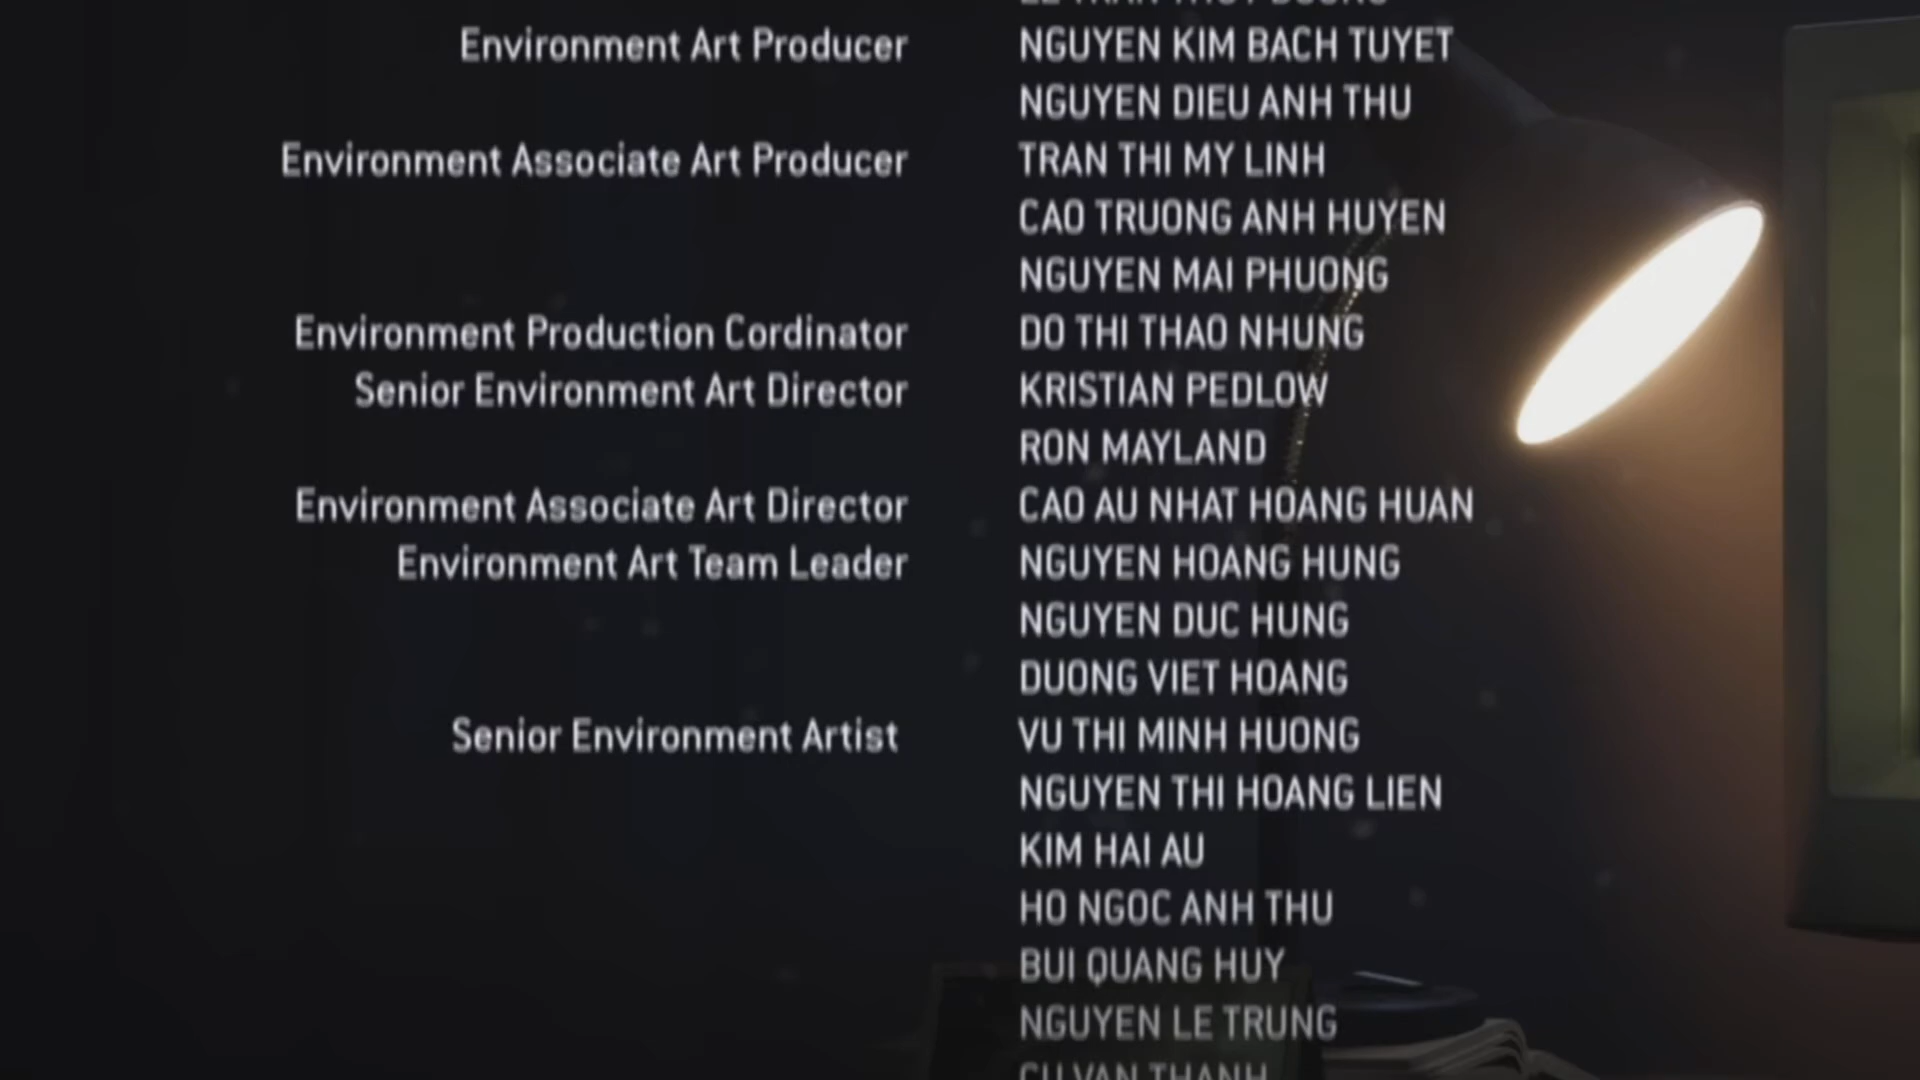 Environment Art Producer NGUYEN KIM BACH TUYET
NGUYEN DIEU ANH THU
Environment Associate Art Producer TRAN THI MY LINH
CAO TRUONG ANH HUYEN
NGUYEN MAI PHUONG
Environment Production Cordinator DO THI THAO NHUNG
Senior Environment Art Director KRISTIAN PEDLOW
RON MAYLAND
Environment Associate Art Director CAO AU NHAT HOANG HUAN
Environment Art Team Leader NGUYEN HOANG HUNG
NGUYEN DUC HUNG
DUONG VIET HOANG
Senior Environment Artist VU THI MINH HUONG
NGUYEN THI HOANG LIEN
KIM HAI AU
HO NGOC ANH THU
BUI QUANG HUY
NGUYEN LE TRUNG